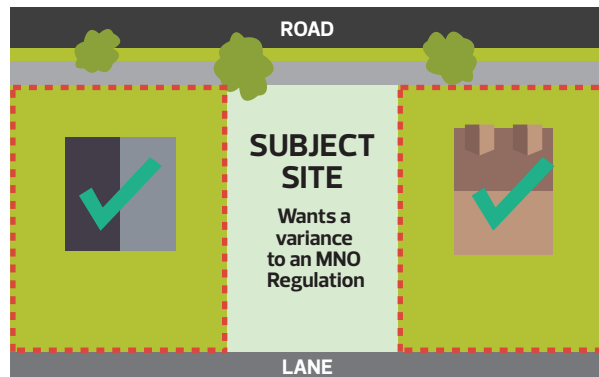 ROAD
SUBJECT
SITE
Wants a
variance
to an MNO
Regulation
LANE